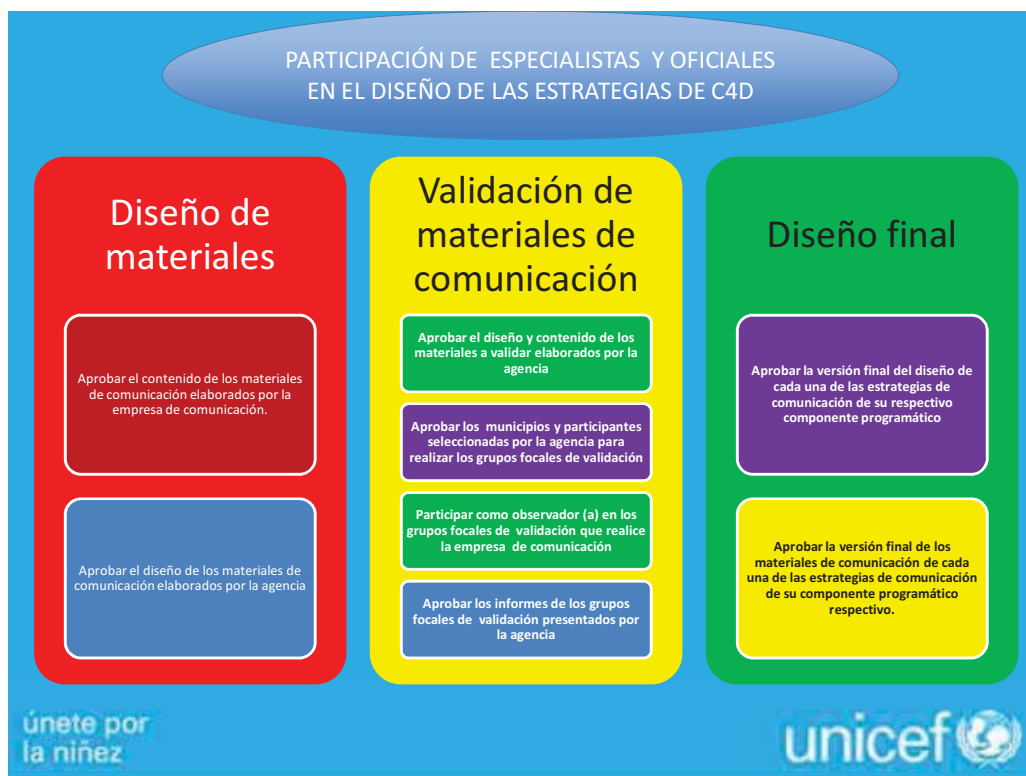 PARTICIPACIÓN DE ESPECIALISTAS Y OFICIALES
EN EL DISEÑO DE LAS ESTRATEGIAS DE C4D
Diseño de
materiales
Aprobar el contenido de los materiales
de comunicación elaborados por la
empresa de comunicación.
Aprobar el diseño de los materiales de
comunicación elaborados por la agencia
Validación de
materiales de
comunicación
Aprobar el diseño y contenido de los
materiales a validar elaborados por la
agencia
Aprobar los municipios y participantes
seleccionadas por la agencia para
realizar los grupos focales de validación
Participar como observador (a) en los
grupos focales de validación que realice
la empresa de comunicación
Aprobar los informes de los grupos
focales de validación presentados por
la agencia
Diseño final
Aprobar la versión final del diseño de
cada una de las estrategias de
comunicación de su respectivo
componente programático
Aprobar la versión final de los
materiales de comunicación de cada
una de las estrategias de comunicación
de su componente programático
respectivo.
únete por
la niñez
unicef